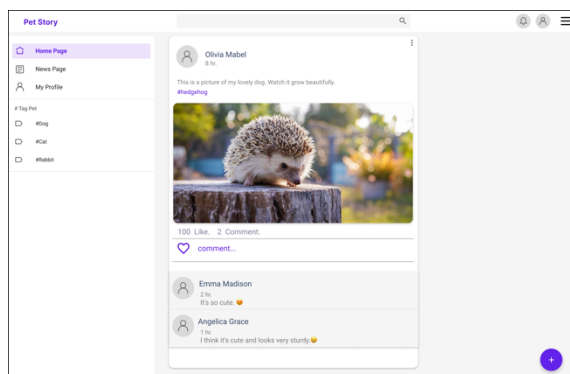 Pet Story
Home Page
News Page
My Profile
# Tag Pet
#Dog
#Cat
#Rabbit
Olivia Mabel
8 hr.
This is a picture of my lovely dog. Watch it grow beautifully.
#hedgehog
100 Like. 2 Comment.
comment...
Emma Madison
2 hr.
It's so cute. 😍
Angelica Grace
1 hr.
I think it's cute and looks very sturdy.😄